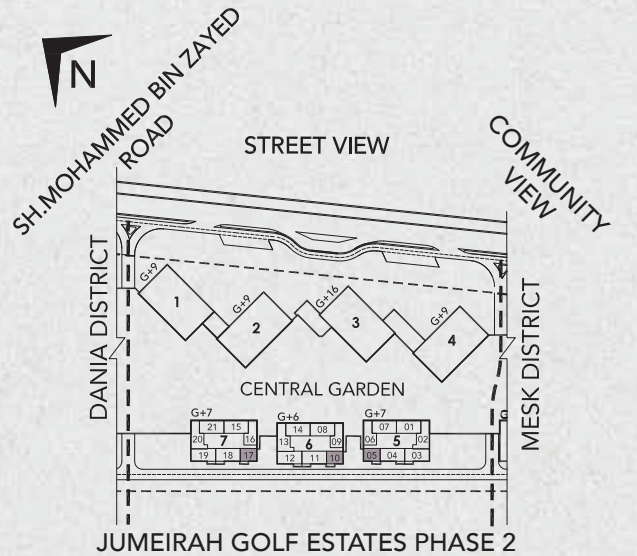 N
SH.MOHAMMED BIN ZAYED
ROAD
STREET VIEW
COMMUNITY
VIEW
DANIA DISTRICT
MESK DISTRICT
G+9
1
G+9
2
G+16
3
G+9
4
CENTRAL GARDEN
G+7
G+6
G+7
21 15
20 7 16
19 18 17
14 08
13 6 09
12 11 10
07 01
06 5 02
05 04 03
G
JUMEIRAH GOLF ESTATES PHASE 2